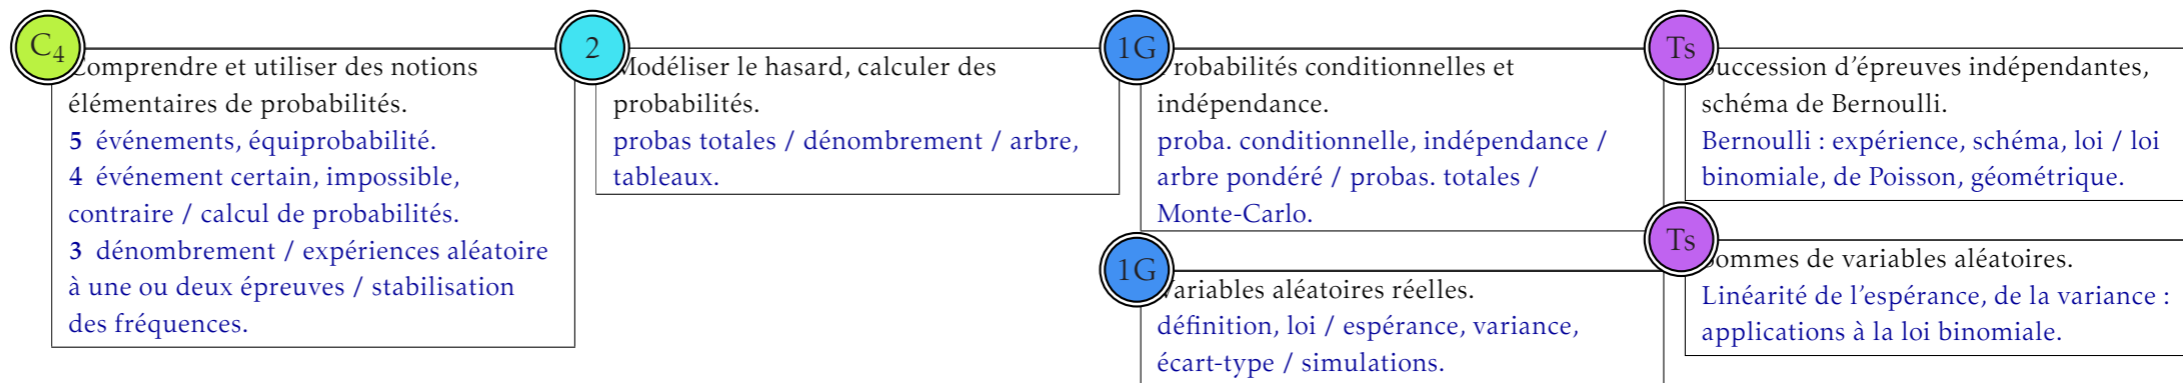 C4
Comprendre et utiliser des notions
élémentaires de probabilités.
5 événements, équiprobabilité.
4 événement certain, impossible,
contraire / calcul de probabilités.
3 dénombrement / expériences aléatoire
à une ou deux épreuves / stabilisation
des fréquences.
2
Modéliser le hasard, calculer des
probabilités.
probas totales / dénombrement / arbre,
tableaux.
1G
Probabilités conditionnelles et
indépendance.
proba. conditionnelle, indépendance /
arbre pondéré / probas. totales /
Monte-Carlo.
1G
Variables aléatoires réelles.
définition, loi / espérance, variance,
écart-type / simulations.
Ts
Succession d'épreuves indépendantes,
schéma de Bernoulli.
Bernoulli : expérience, schéma, loi / loi
binomiale, de Poisson, géométrique.
Ts
Sommes de variables aléatoires.
Linéarité de l'espérance, de la variance :
applications à la loi binomiale.